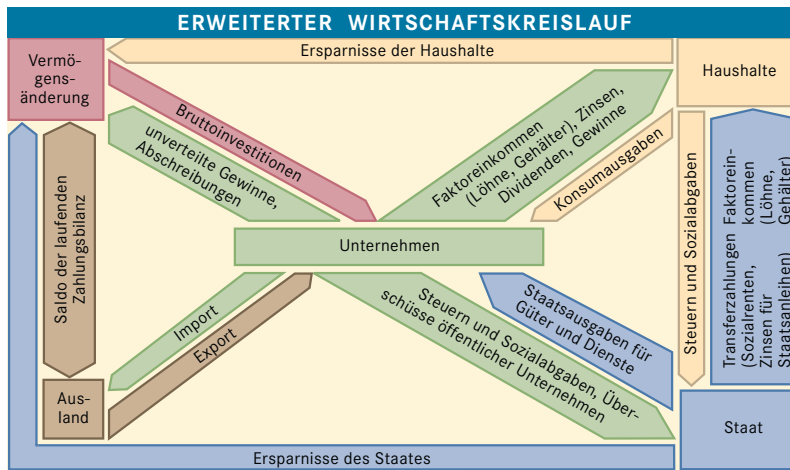 ERWEITERTER WIRTSCHAFTSKREISLAUF
Ersparnisse der Haushalte
Vermö-
gens-
änderung
Haushalte
Bruttoinvestitionen
unverteilte Gewinne,
Abschreibungen
Faktoreinkommen
(Löhne, Gehälter), Zinsen,
Dividenden, Gewinne
Konsumausgaben
Unternehmen
Saldo der laufenden
Zahlungsbilanz
Steuern und Sozialabgaben
Transferzahlungen
(Sozialrenten,
Zinsen für
Staatsanleihen)
Faktorein-
kommen
(Löhne,
Gehälter)
Import
Export
Steuern und Sozialabgaben, Über-
schüsse öffentlicher Unternehmen
Staatsausgaben für
Güter und Dienste
Aus-
land
Staat
Ersparnisse des Staates